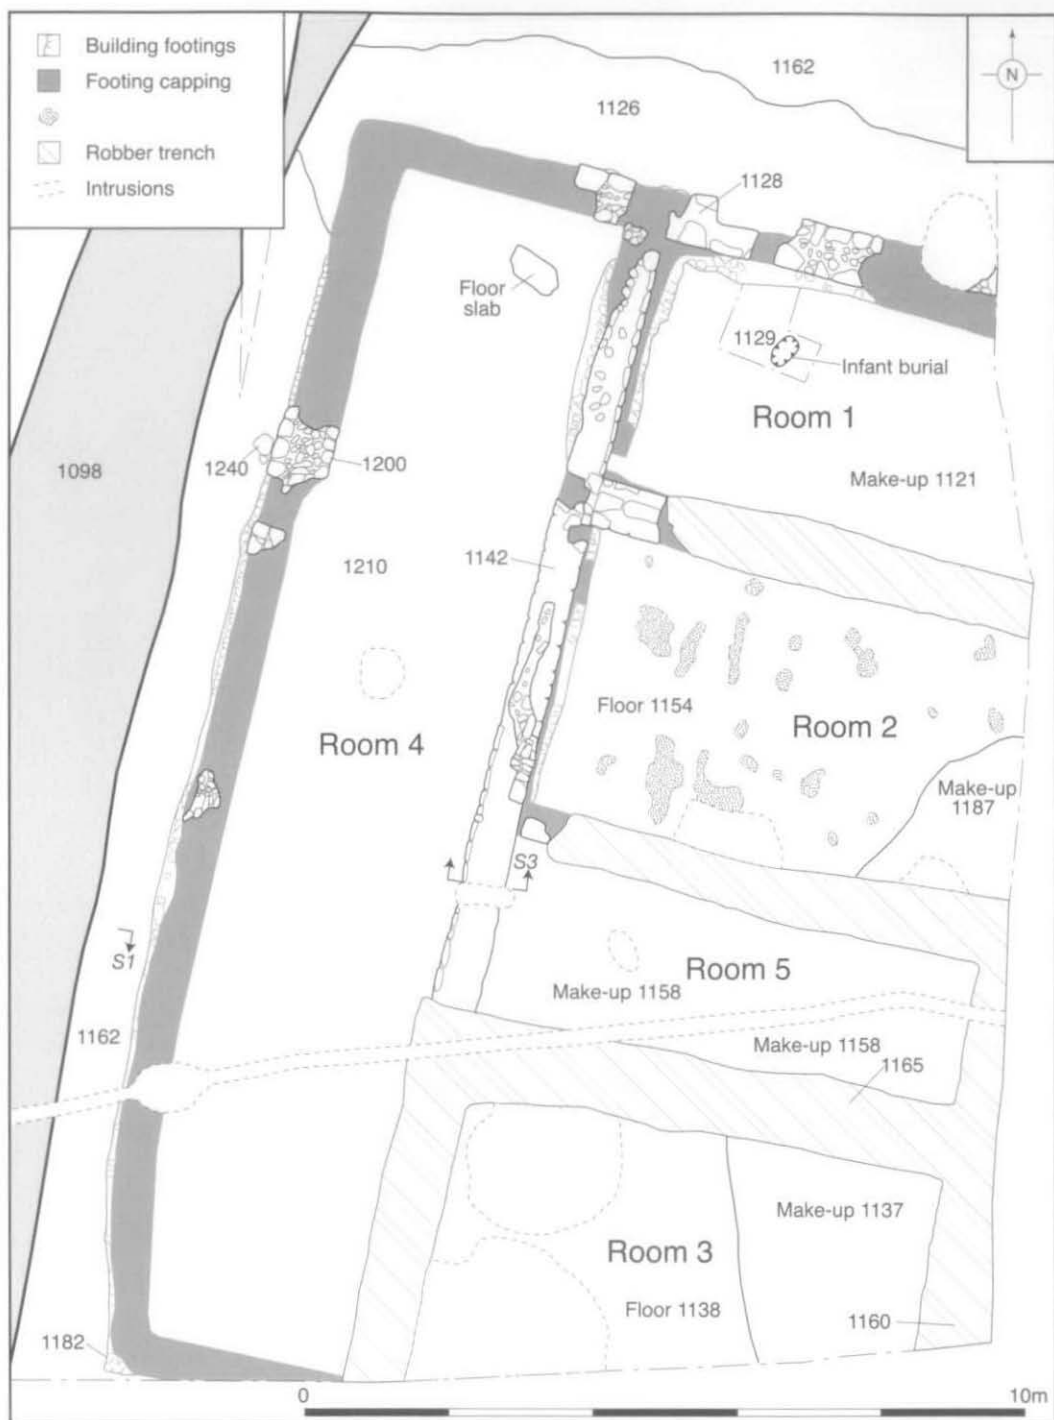 Building footings
Footing capping
Robber trench
Intrusions
N
1162
1126
1128
Floor
slab
1129
Infant burial
Room 1
1098
1240
1200
Make-up 1121
1210
1142
Floor 1154
Room 2
Room 4
Make-up
1187
S3
S1
Room 5
Make-up 1158
1162
Make-up 1158
1165
Make-up 1137
Room 3
Floor 1138
1160
1182
0
10m